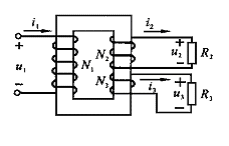 i₁
i₂
+
N₂
+
u₂
R₂
−
u₁
N₁
N₃
+
u₃
R₃
i₃
−
~